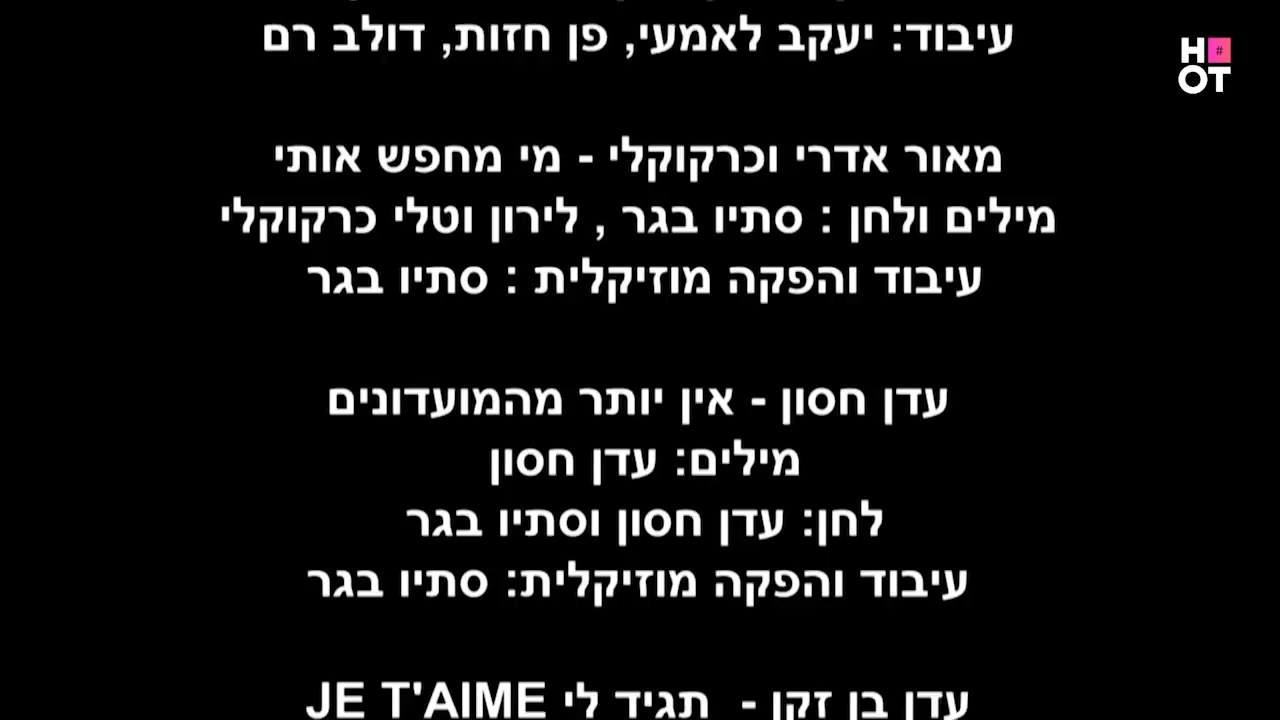 עיבוד: יעקב לאמעי, פן חזות, דולב רם
H#OT
מאור אדרי וכרקוקלי - מי מחפש אותי
מילים ולחן : סתיו בגר , לירון וטלי כרקוקלי
עיבוד והפקה מוזיקלית : סתיו בגר
עדן חסון - אין יותר מהמועדונים
מילים: עדן חסון
לחן: עדן חסון וסתיו בגר
עיבוד והפקה מוזיקלית: סתיו בגר
עדן בן זקן - תגיד לי JE T'AIME